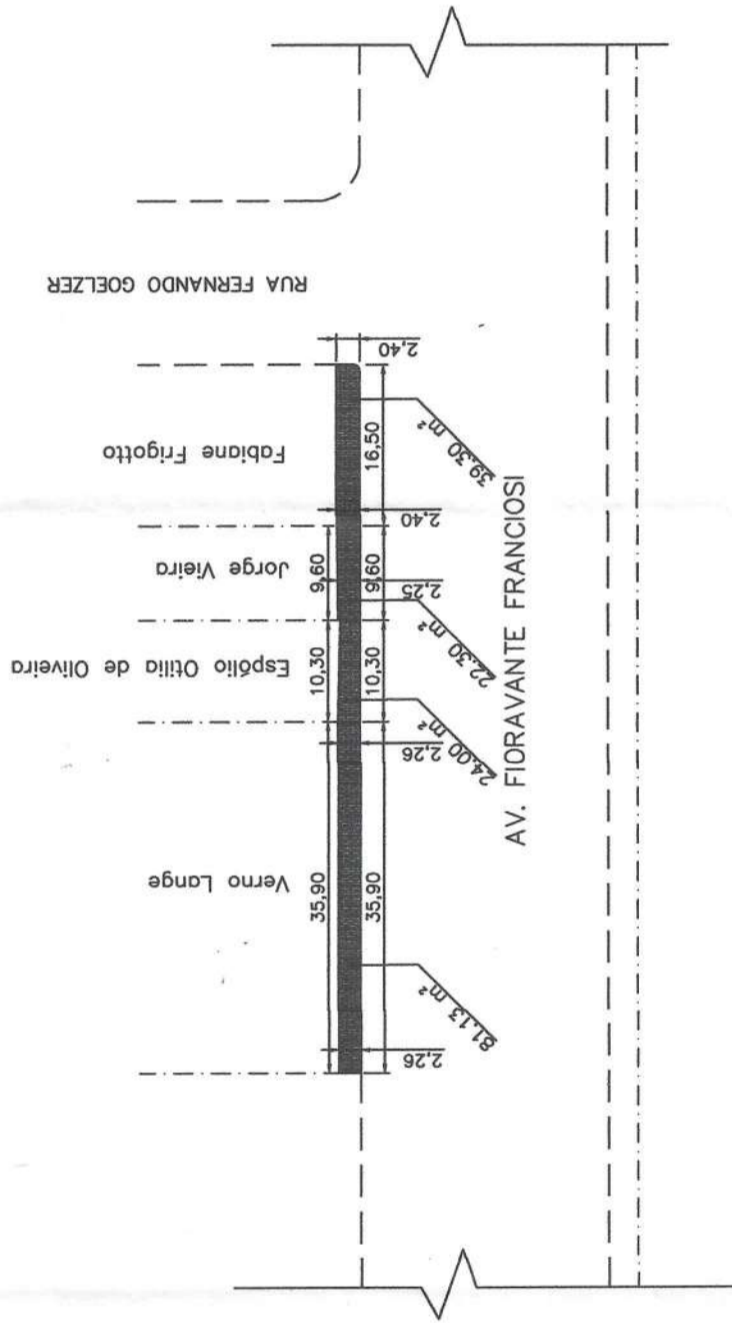 RUA FERNANDO GOELZER
2,40
Fabiane Frigotto
16,50
39.30 m²
2,40
Jorge Vieira
9,60
9,60
2,25
22.30 m²
Espólio Otilia de Oliveira
10,30
10,30
24.00 m²
2,26
Verno Lange
35,90
35,90
81.13 m²
2,26
AV. FIORAVANTE FRANCIOSI